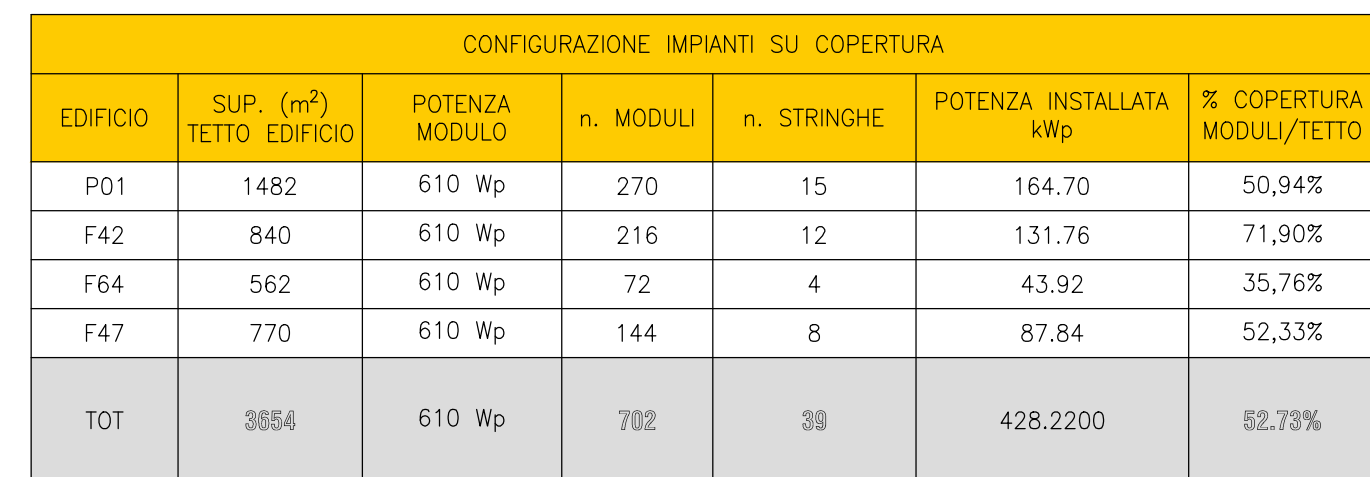 CONFIGURAZIONE IMPIANTI SU COPERTURA
EDIFICIO SUP. (m²) TETTO EDIFICIO POTENZA MODULO n. MODULI n. STRINGHE POTENZA INSTALLATA kWp % COPERTURA MODULI/TETTO
P01 1482 610 Wp 270 15 164.70 50,94%
F42 840 610 Wp 216 12 131.76 71,90%
F64 562 610 Wp 72 4 43.92 35,76%
F47 770 610 Wp 144 8 87.84 52,33%
TOT 3654 610 Wp 702 39 428.2200 52.73%